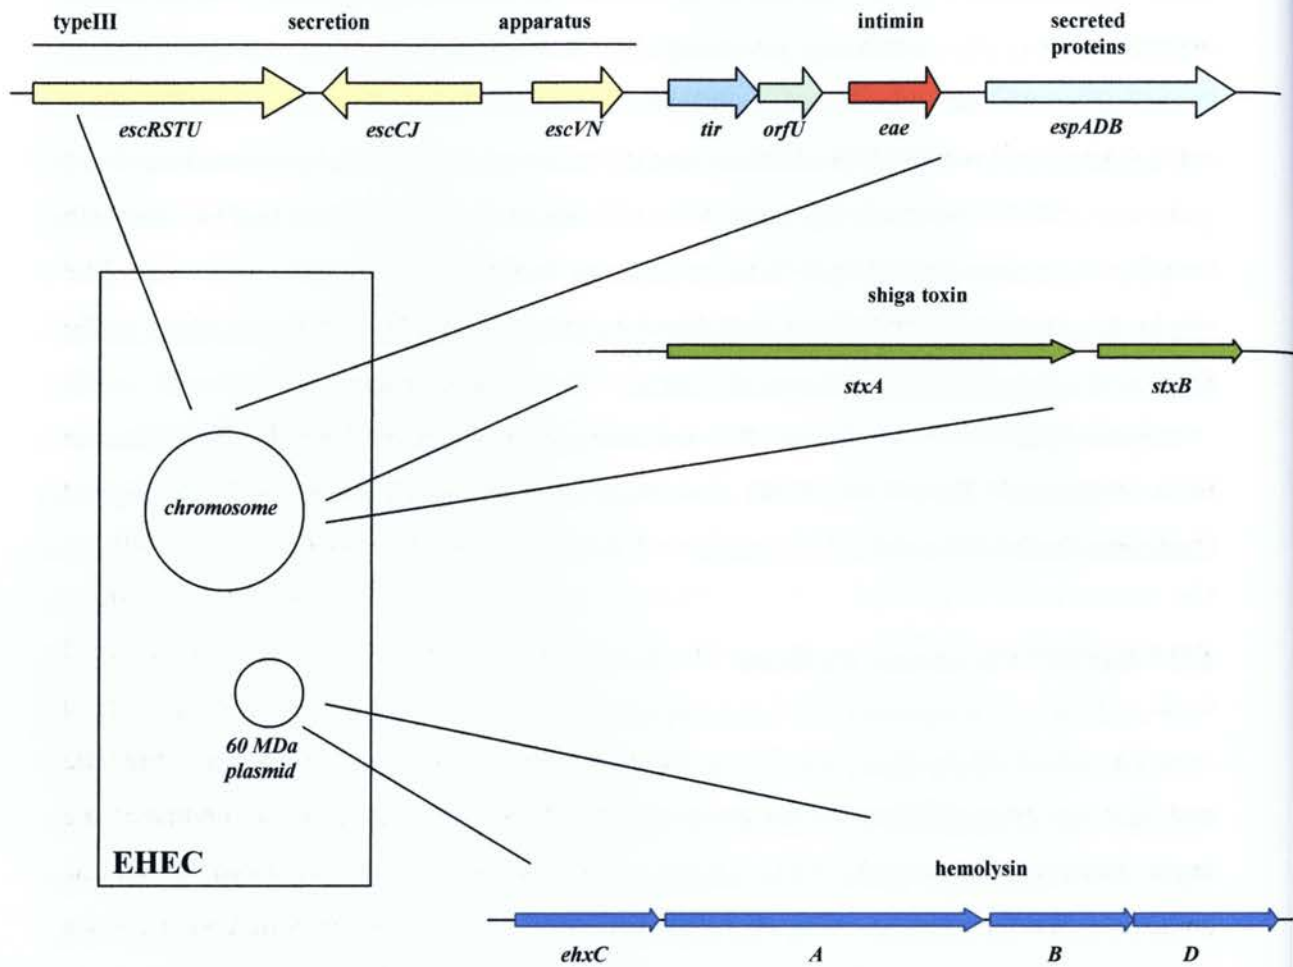 typeIII secretion apparatus intimin secreted
proteins
escRSTU escCJ escVN tir orfU eae espADB
shiga toxin
stxA stxB
chromosome
60 MDa
plasmid
EHEC
hemolysin
ehxC A B D